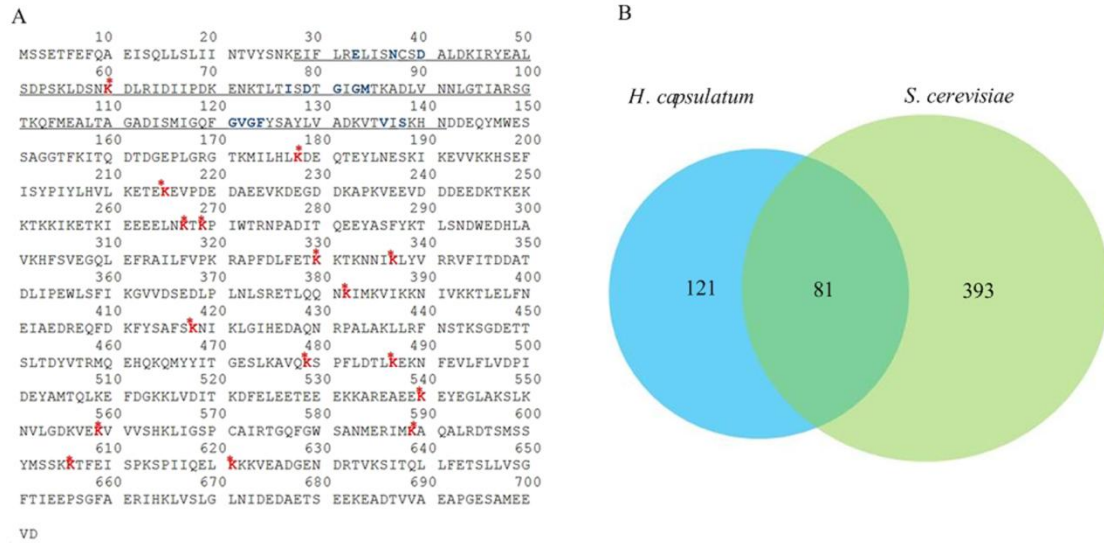 A
10 20 30 40 50
MSSETFEFQA EISQLLSLII NTVYSNKEIF LRELISNCSD ALDKIRYEAL
60 70 80 90 100
SDPSKLDSNK DLRIDIIPDK ENKTLTISDT GIGMTKADLV NNLGTIARSG
110 120 130 140 150
TKQFMEALTA GADISMIGQF GVGFYSAYLV ADKVTVISKH NDDEQYMWES
160 170 180 190 200
SAGGTFKITQ DTDGEPLGRG TKMILHLKDE QTEYLNESKI KEVVKKHSEF
210 220 230 240 250
ISYPIYLHVL KETEKEVPDE DAEEVKDEGD DKAPKVEEVD DDEEDKTKEK
260 270 280 290 300
KTKKIKETKI EEEELNKTKP IWTRNPADIT QEEYASFYKT LSNDWEDHLA
310 320 330 340 350
VKHFSVEGQL EFRAILFVPK RAPFDLFETK KTKNNIKLYV RRVFITDDAT
360 370 380 390 400
DLIPEWLSFI KGVVDSEDLP LNLSRETLQQ NKIMKVIKKN IVKKTLELFN
410 420 430 440 450
EIAEDREQFD KFYSAFSKNI KLGIHEDAQN RPALAKLLRF NSTKSGDETT
460 470 480 490 500
SLTDYVTRMQ EHQKQMYYIT GESLKAVQKS PFLDTLKEKN FEVLFLVDPI
510 520 530 540 550
DEYAMTQLKE FDGKKLVDIT KDFELEETEE EKKAREAEEK EYEGLAKSLK
560 570 580 590 600
NVLGDKVEKV VVSHKLIGSP CAIRTGQFGW SANMERIMKA QALRDTSMSS
610 620 630 640 650
YMSSKKTFEI SPKSPIIQEL KKKVEADGEN DRTVKSITQL LFETSLLVSG
660 670 680 690 700
FTIEEPSGFA ERIHKLVSLG LNIDEDAETS EEKEADTVVA EAPGESAMEE
VD
B
H. capsulatum S. cerevisiae
121 81 393